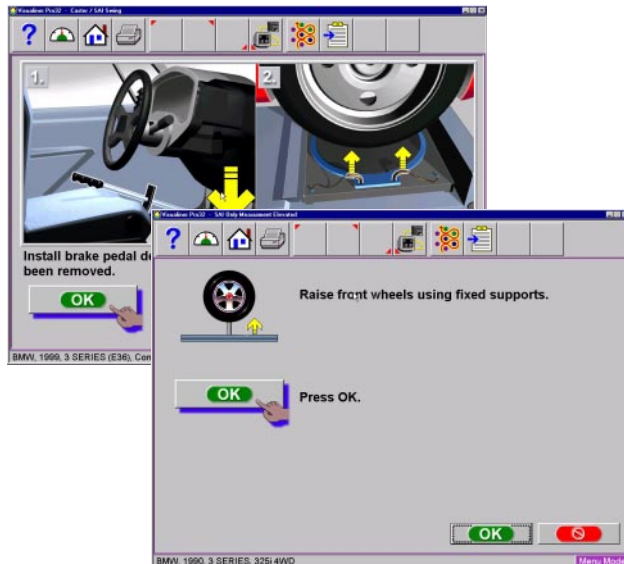 Visualiner Pro32 - Caster / SAI Swing
?
1.
2.
Install brake pedal de
been removed.
OK
BMW, 1999, 3 SERIES (E36), Con
Visualiner Pro32 - SAI Only Measurement Elevated
?
Raise front wheels using fixed supports.
OK
Press OK.
OK
BMW, 1990, 3 SERIES, 325i 4WD
Menu Mode